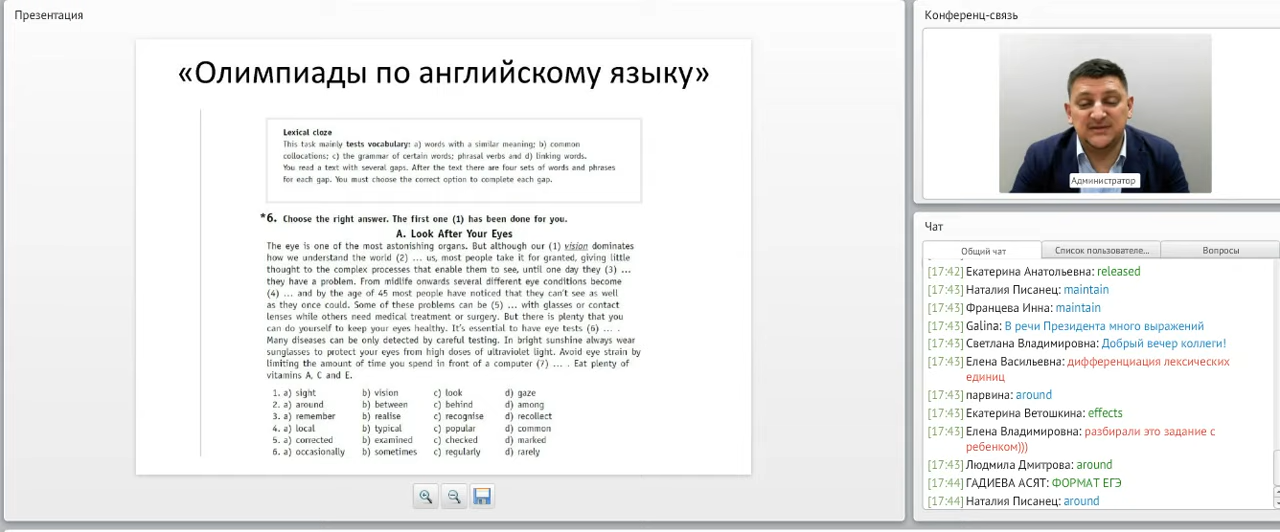 Презентация
«Олимпиады по английскому языку»
Lexical cloze
This task mainly tests vocabulary: a) words with a similar meaning; b) common
collocations; c) the grammar of certain words; phrasal verbs and d) linking words.
You read a text with several gaps. After the text there are four sets of words and phrases
for each gap. You must choose the correct option to complete each gap.
*6. Choose the right answer. The first one (1) has been done for you.
A. Look After Your Eyes
The eye is one of the most astonishing organs. But although our (1) vision dominates
how we understand the world (2) ... us, most people take it for granted, giving little
thought to the complex processes that enable them to see, until one day they (3) ...
they have a problem. From midlife onwards several different eye conditions become
(4) ... and by the age of 45 most people have noticed that they can't see as well
as they once could. Some of these problems can be (5) ... with glasses or contact
lenses while others need medical treatment or surgery. But there is plenty that you
can do yourself to keep your eyes healthy. It's essential to have eye tests (6) ... .
Many diseases can be only detected by careful testing. In bright sunshine always wear
sunglasses to protect your eyes from high doses of ultraviolet light. Avoid eye strain by
limiting the amount of time you spend in front of a computer (7) ... . Eat plenty of
vitamins A, C and E.
1. a) sight b) vision c) look d) gaze
2. a) around b) between c) behind d) among
3. a) remember b) realise c) recognise d) recollect
4. a) local b) typical c) popular d) common
5. a) corrected b) examined c) checked d) marked
6. a) occasionally b) sometimes c) regularly d) rarely
Конференц-связь
Администратор
Чат
Общий чат Список пользователе... Вопросы
[17:42] Екатерина Анатольевна: released
[17:43] Наталия Писанец: maintain
[17:43] Францева Инна: maintain
[17:43] Galina: В речи Президента много выражений
[17:43] Светлана Владимировна: Добрый вечер коллеги!
[17:43] Елена Васильевна: дифференциация лексических
единиц
[17:43] парвина: around
[17:43] Екатерина Ветошкина: effects
[17:43] Елена Владимировна: разбирали это задание с
ребенком)))
[17:43] Людмила Дмитрова: around
[17:44] ГАДИЕВА АСЯТ: ФОРМАТ ЕГЭ
[17:44] Наталия Писанец: around